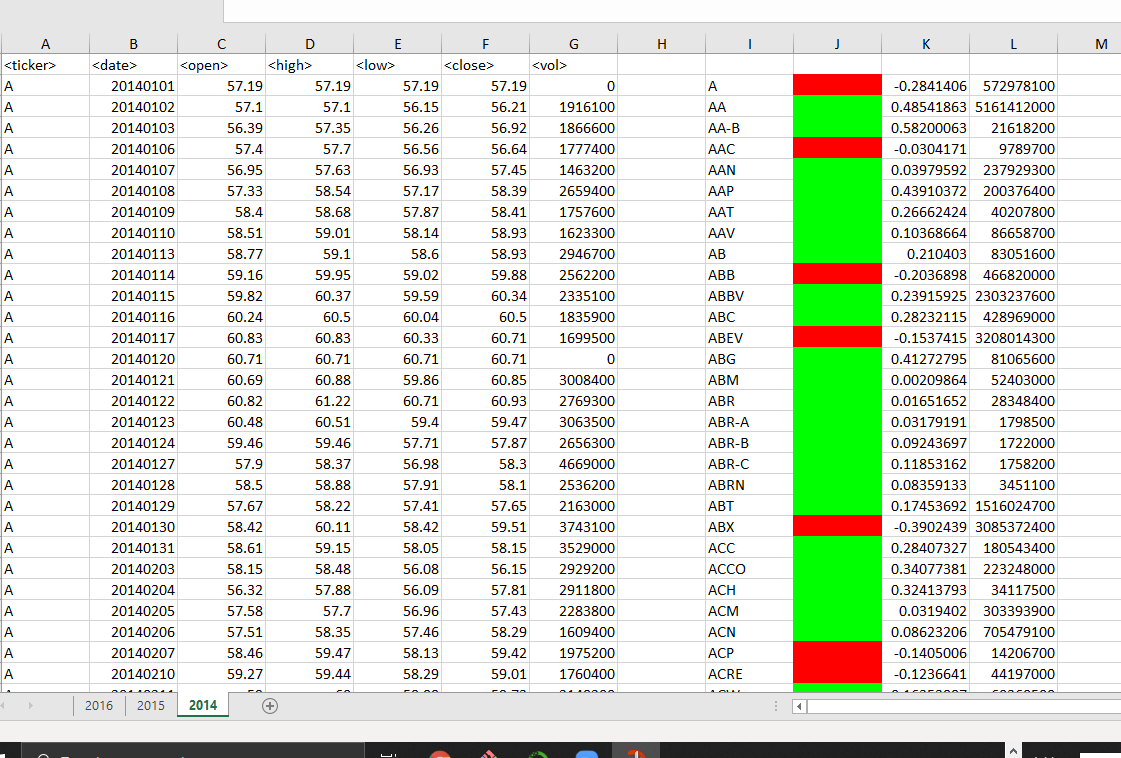 A B C D E F G H I J K L M
<ticker> <date> <open> <high> <low> <close> <vol>
A 20140101 57.19 57.19 57.19 57.19 0 A -0.2841406 572978100
A 20140102 57.1 57.1 56.15 56.21 1916100 AA 0.48541863 5161412000
A 20140103 56.39 57.35 56.26 56.92 1866600 AA-B 0.58200063 21618200
A 20140106 57.4 57.7 56.56 56.64 1777400 AAC -0.0304171 9789700
A 20140107 56.95 57.63 56.93 57.45 1463200 AAN 0.03979592 237929300
A 20140108 57.33 58.54 57.17 58.39 2659400 AAP 0.43910372 200376400
A 20140109 58.4 58.68 57.87 58.41 1757600 AAT 0.26662424 40207800
A 20140110 58.51 59.01 58.14 58.93 1623300 AAV 0.10368664 86658700
A 20140113 58.77 59.1 58.6 58.93 2946700 AB 0.210403 83051600
A 20140114 59.16 59.95 59.02 59.88 2562200 ABB -0.2036898 466820000
A 20140115 59.82 60.37 59.59 60.34 2335100 ABBV 0.23915925 2303237600
A 20140116 60.24 60.5 60.04 60.5 1835900 ABC 0.28232115 428969000
A 20140117 60.83 60.83 60.33 60.71 1699500 ABEV -0.1537415 3208014300
A 20140120 60.71 60.71 60.71 60.71 0 ABG 0.41272795 81065600
A 20140121 60.69 60.88 59.86 60.85 3008400 ABM 0.00209864 52403000
A 20140122 60.82 61.22 60.71 60.93 2769300 ABR 0.01651652 28348400
A 20140123 60.48 60.51 59.4 59.47 3063500 ABR-A 0.03179191 1798500
A 20140124 59.46 59.46 57.71 57.87 2656300 ABR-B 0.09243697 1722000
A 20140127 57.9 58.37 56.98 58.3 4669000 ABR-C 0.11853162 1758200
A 20140128 58.5 58.88 57.91 58.1 2536200 ABRN 0.08359133 3451100
A 20140129 57.67 58.22 57.41 57.65 2163000 ABT 0.17453692 1516024700
A 20140130 58.42 60.11 58.42 59.51 3743100 ABX -0.3902439 3085372400
A 20140131 58.61 59.15 58.05 58.15 3529000 ACC 0.28407327 180543400
A 20140203 58.15 58.48 56.08 56.15 2929200 ACCO 0.34077381 223248000
A 20140204 56.32 57.88 56.09 57.81 2911800 ACH 0.32413793 34117500
A 20140205 57.58 57.7 56.96 57.43 2283800 ACM 0.0319402 303393900
A 20140206 57.51 58.35 57.46 58.29 1609400 ACN 0.08623206 705479100
A 20140207 58.46 59.47 58.13 59.42 1975200 ACP -0.1405006 14206700
A 20140210 59.27 59.44 58.29 59.01 1760400 ACRE -0.1236641 44197000
2016 2015 2014